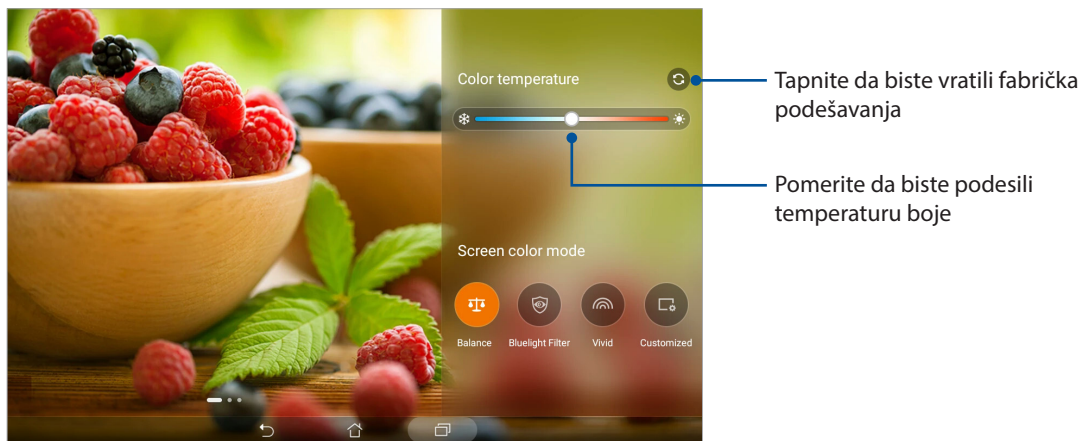 Color temperature
Tapnite da biste vratili fabrička
podešavanja
Pomerite da biste podesili
temperaturu boje
Screen color mode
Balance
Bluelight Filter
Vivid
Customized